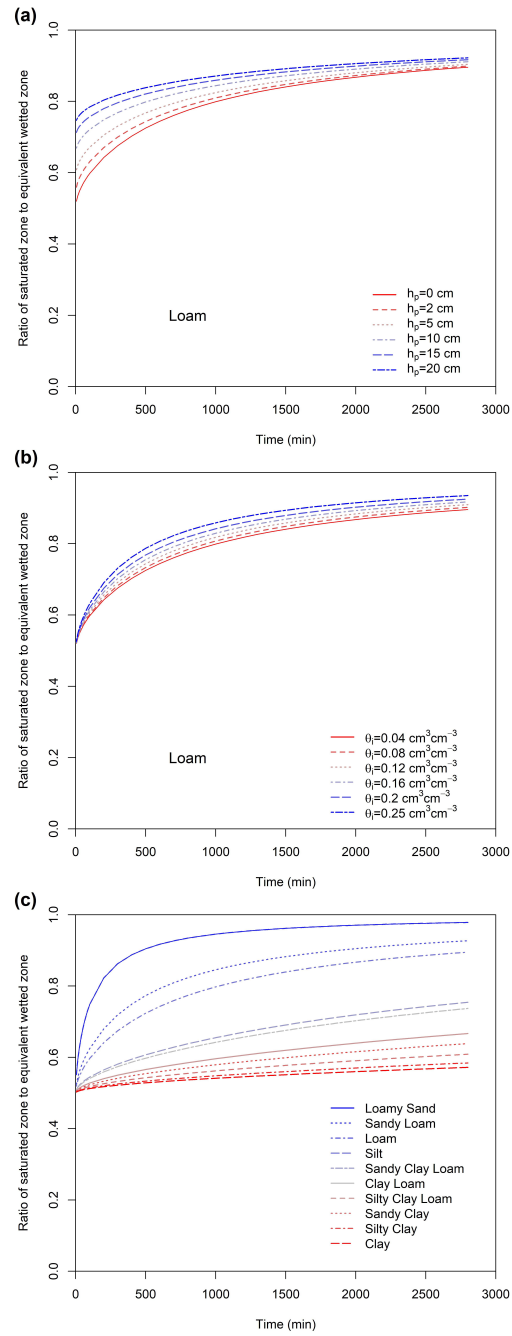 (a)
Ratio of saturated zone to equivalent wetted zone
1.0
0.8
0.6
0.4
0.2
0.0
Loam
hp=0 cm
hp=2 cm
hp=5 cm
hp=10 cm
hp=15 cm
hp=20 cm
0 500 1000 1500 2000 2500 3000
Time (min)
(b)
Ratio of saturated zone to equivalent wetted zone
1.0
0.8
0.6
0.4
0.2
0.0
Loam
θi=0.04 cm³cm⁻³
θi=0.08 cm³cm⁻³
θi=0.12 cm³cm⁻³
θi=0.16 cm³cm⁻³
θi=0.2 cm³cm⁻³
θi=0.25 cm³cm⁻³
0 500 1000 1500 2000 2500 3000
Time (min)
(c)
Ratio of saturated zone to equivalent wetted zone
1.0
0.8
0.6
0.4
0.2
0.0
Loamy Sand
Sandy Loam
Loam
Silt
Sandy Clay Loam
Clay Loam
Silty Clay Loam
Sandy Clay
Silty Clay
Clay
0 500 1000 1500 2000 2500 3000
Time (min)